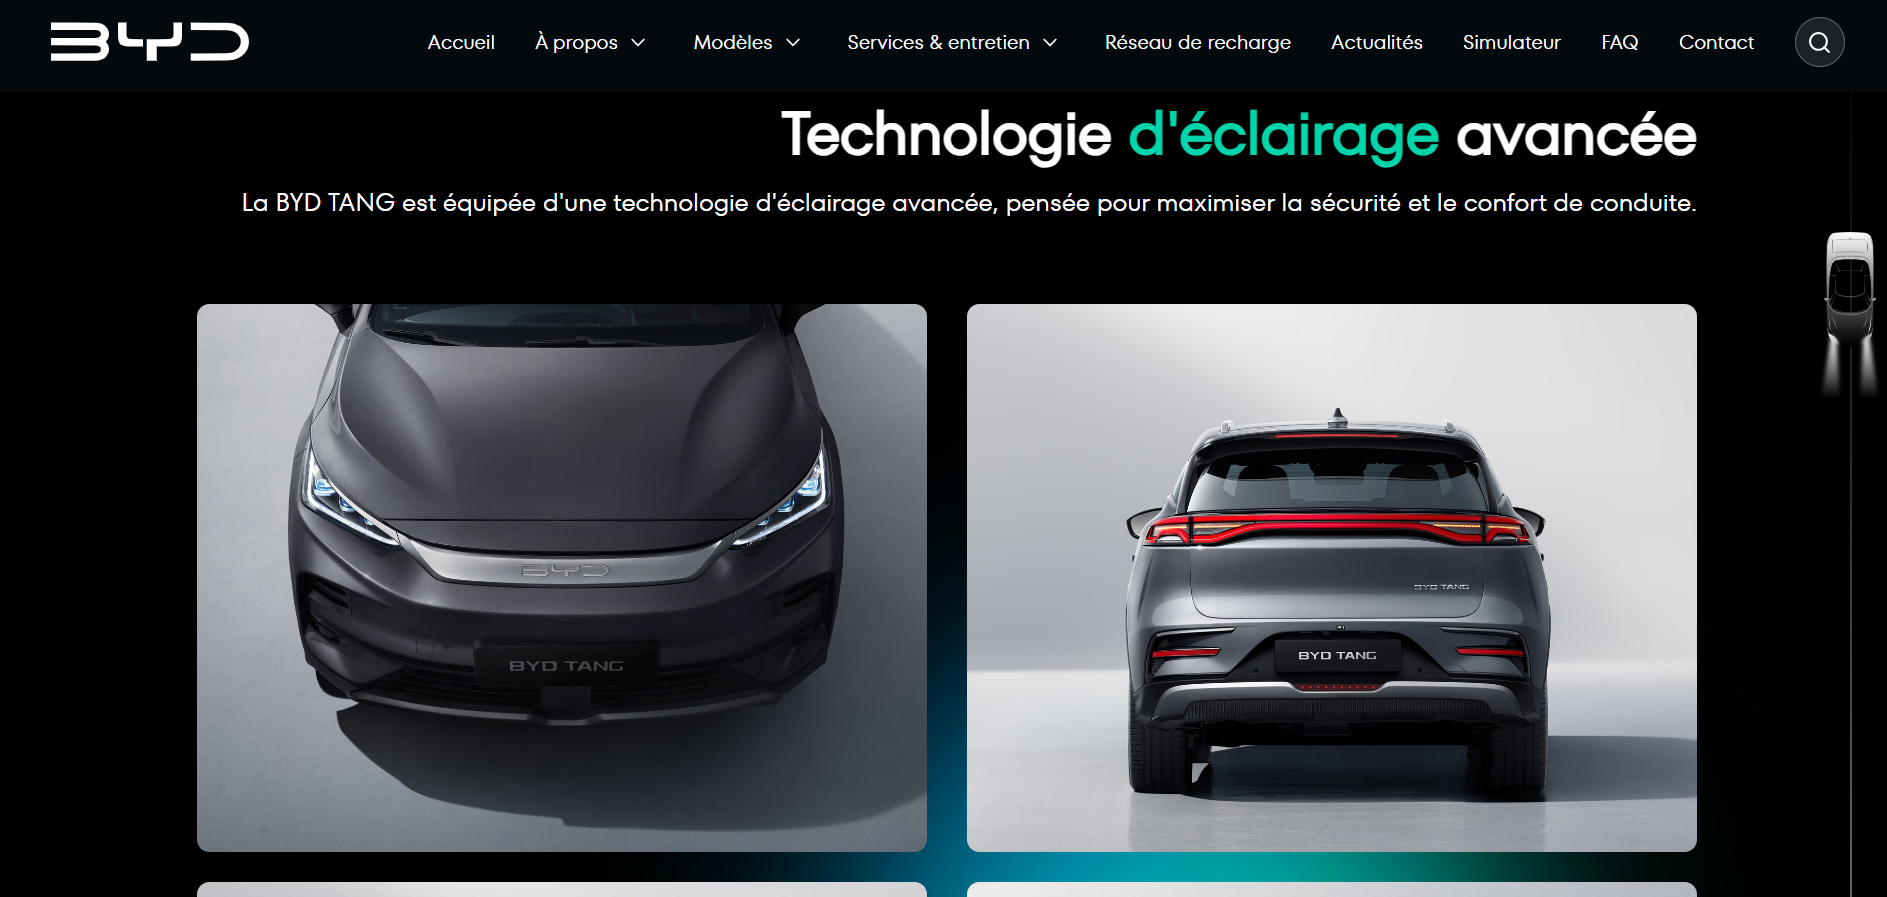 BYD
Accueil
À propos
Modèles
Services & entretien
Réseau de recharge
Actualités
Simulateur
FAQ
Contact
Technologie d'éclairage avancée
La BYD TANG est équipée d'une technologie d'éclairage avancée, pensée pour maximiser la sécurité et le confort de conduite.
BYD
BYD TANG
BYD TANG
BYD TANG